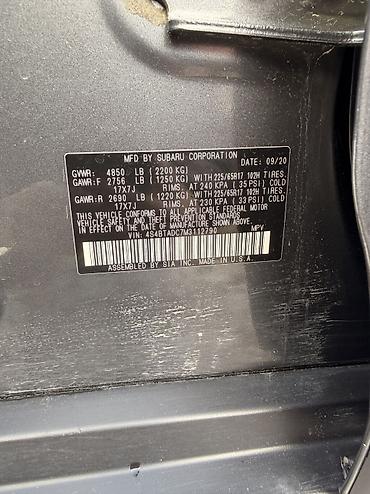 MFD BY SUBARU CORPORATION DATE: 09/20
GVWR: 4850 LB (2200 KG)
GAWR:F 2756 LB (1250 KG) WITH 225/65R17 102H TIRES.
17X7J RIMS. AT 240 KPA ( 35 PSI) COLD
GAWR:R 2690 LB (1220 KG) WITH 225/65R17 102H TIRES.
17X7J RIMS. AT 230 KPA ( 33 PSI) COLD
THIS VEHICLE CONFORMS TO ALL APPLICABLE FEDERAL MOTOR
VEHICLE SAFETY, BUMPER, AND THEFT PREVENTION STANDARDS
IN EFFECT ON THE DATE OF MANUFACTURE SHOWN ABOVE.
VIN: 4S4BTADC7M3112790 MPV
ASSEMBLED BY SIA INC. MADE IN U.S.A.